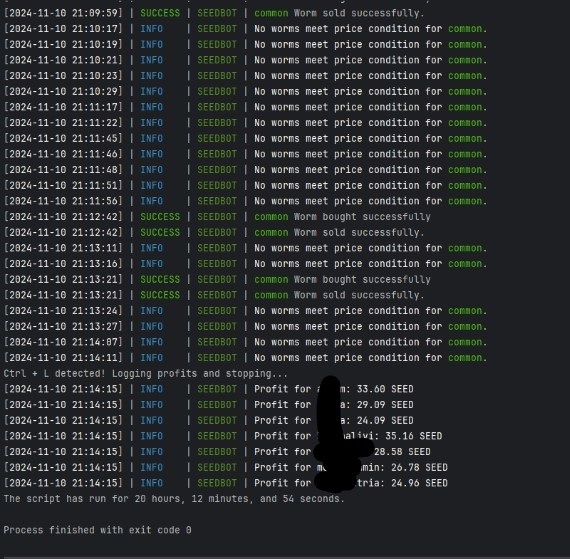 [2024-11-10 21:09:59] | SUCCESS | SEEDBOT | common Worm sold successfully.
[2024-11-10 21:10:17] | INFO | SEEDBOT | No worms meet price condition for common.
[2024-11-10 21:10:19] | INFO | SEEDBOT | No worms meet price condition for common.
[2024-11-10 21:10:21] | INFO | SEEDBOT | No worms meet price condition for common.
[2024-11-10 21:10:23] | INFO | SEEDBOT | No worms meet price condition for common.
[2024-11-10 21:10:29] | INFO | SEEDBOT | No worms meet price condition for common.
[2024-11-10 21:11:17] | INFO | SEEDBOT | No worms meet price condition for common.
[2024-11-10 21:11:22] | INFO | SEEDBOT | No worms meet price condition for common.
[2024-11-10 21:11:45] | INFO | SEEDBOT | No worms meet price condition for common.
[2024-11-10 21:11:46] | INFO | SEEDBOT | No worms meet price condition for common.
[2024-11-10 21:11:48] | INFO | SEEDBOT | No worms meet price condition for common.
[2024-11-10 21:11:51] | INFO | SEEDBOT | No worms meet price condition for common.
[2024-11-10 21:11:56] | INFO | SEEDBOT | No worms meet price condition for common.
[2024-11-10 21:12:42] | SUCCESS | SEEDBOT | common Worm bought successfully
[2024-11-10 21:12:42] | SUCCESS | SEEDBOT | common Worm sold successfully.
[2024-11-10 21:13:11] | INFO | SEEDBOT | No worms meet price condition for common.
[2024-11-10 21:13:16] | INFO | SEEDBOT | No worms meet price condition for common.
[2024-11-10 21:13:21] | SUCCESS | SEEDBOT | common Worm bought successfully
[2024-11-10 21:13:21] | SUCCESS | SEEDBOT | common Worm sold successfully.
[2024-11-10 21:13:24] | INFO | SEEDBOT | No worms meet price condition for common.
[2024-11-10 21:13:27] | INFO | SEEDBOT | No worms meet price condition for common.
[2024-11-10 21:14:07] | INFO | SEEDBOT | No worms meet price condition for common.
[2024-11-10 21:14:11] | INFO | SEEDBOT | No worms meet price condition for common.
Ctrl + L detected! Logging profits and stopping...
[2024-11-10 21:14:15] | INFO | SEEDBOT | Profit for : 33.60 SEED
[2024-11-10 21:14:15] | INFO | SEEDBOT | Profit for : 29.09 SEED
[2024-11-10 21:14:15] | INFO | SEEDBOT | Profit for : 24.09 SEED
[2024-11-10 21:14:15] | INFO | SEEDBOT | Profit for : 35.16 SEED
[2024-11-10 21:14:15] | INFO | SEEDBOT | Profit for 28.58 SEED
[2024-11-10 21:14:15] | INFO | SEEDBOT | Profit for : 26.78 SEED
[2024-11-10 21:14:15] | INFO | SEEDBOT | Profit for : 24.96 SEED
The script has run for 20 hours, 12 minutes, and 54 seconds.
Process finished with exit code 0